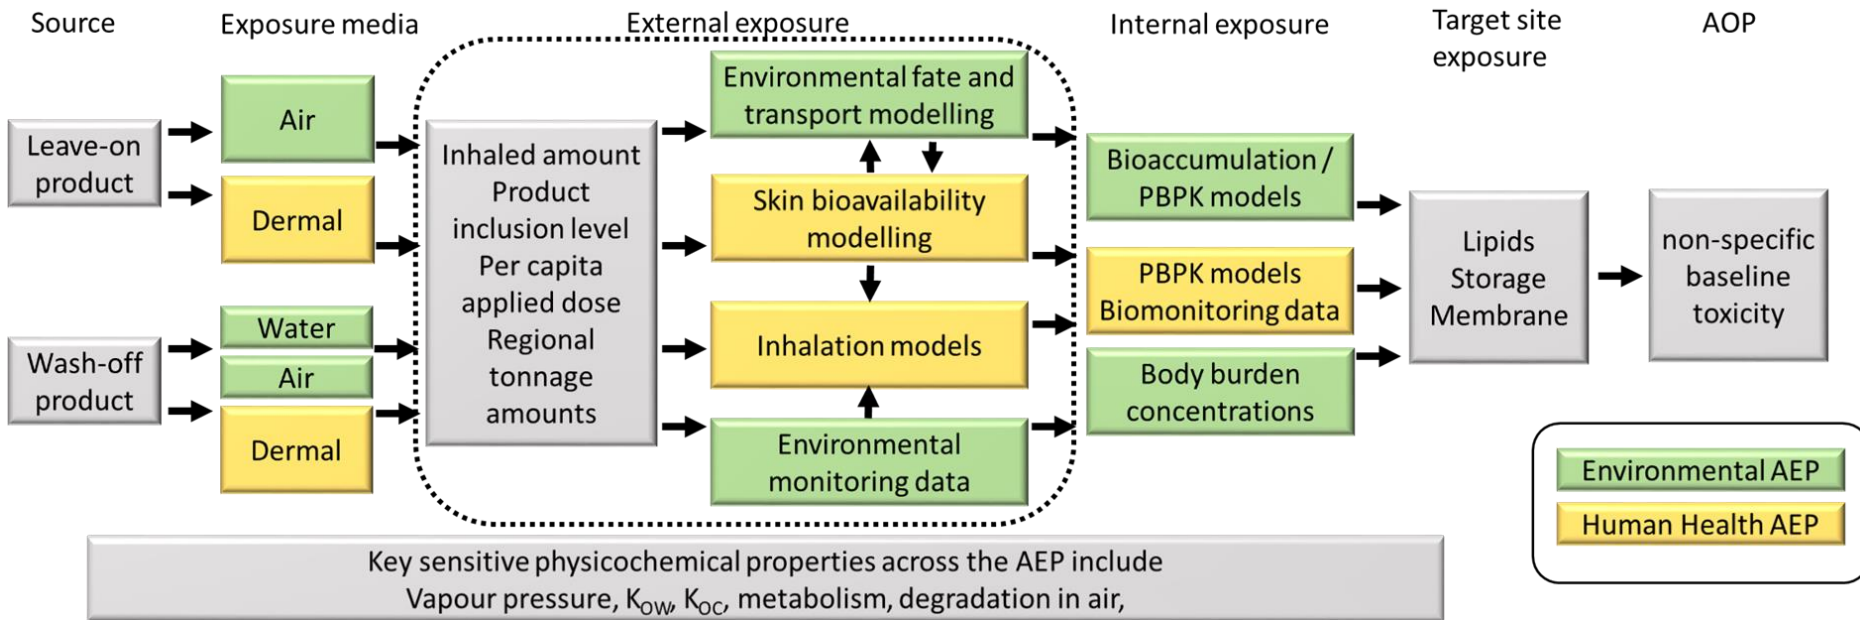 Source
Exposure media
External exposure
Internal exposure
Target site
exposure
AOP
Leave-on
product
Wash-off
product
Air
Dermal
Water
Air
Dermal
Inhaled amount
Product
inclusion level
Per capita
applied dose
Regional
tonnage
amounts
Environmental fate and
transport modelling
Skin bioavailability
modelling
Inhalation models
Environmental
monitoring data
Bioaccumulation /
PBPK models
PBPK models
Biomonitoring data
Body burden
concentrations
Lipids
Storage
Membrane
non-specific
baseline
toxicity
Environmental AEP
Human Health AEP
Key sensitive physicochemical properties across the AEP include
Vapour pressure, KOW, KOC, metabolism, degradation in air,